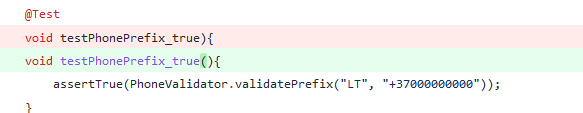 @Test
void testPhonePrefix_true){
void testPhonePrefix_true(){
assertTrue(PhoneValidator.validatePrefix("LT", "+37000000000"));
}